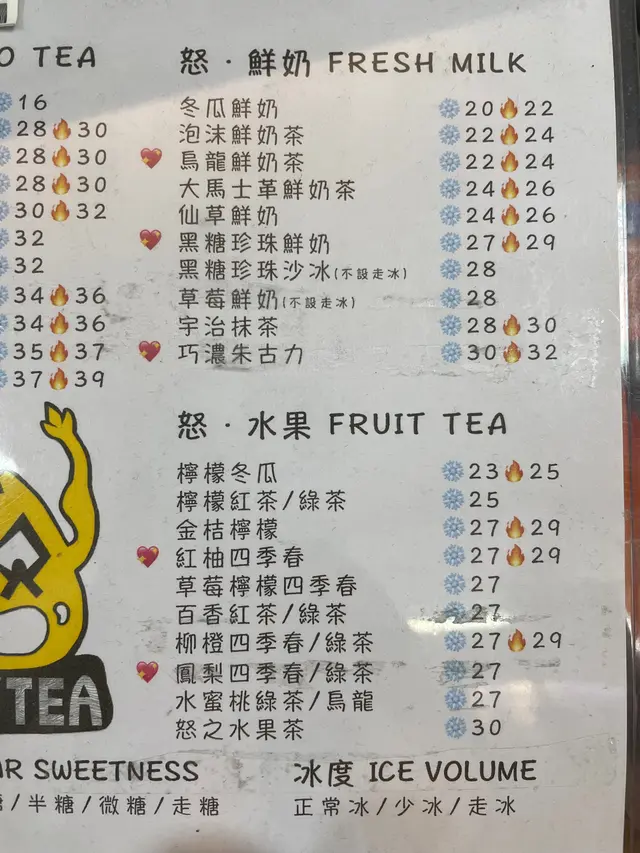 O TEA
16
28 30
28 30
28 30
30 32
32
32
34 36
34 36
35 37
37 39
怒·鮮奶 FRESH MILK
冬瓜鮮奶 20 22
泡沫鮮奶茶 22 24
烏龍鮮奶茶 22 24
大馬士革鮮奶茶 24 26
仙草鮮奶 24 26
黑糖珍珠鮮奶 27 29
黑糖珍珠沙冰(不設走冰) 28
草莓鮮奶(不設走冰) 28
宇治抹茶 28 30
巧濃朱古力 30 32
怒·水果 FRUIT TEA
檸檬冬瓜 23 25
檸檬紅茶/綠茶 25
金桔檸檬 27 29
紅柚四季春 27 29
草莓檸檬四季春 27
百香紅茶/綠茶 27
柳橙四季春/綠茶 27 29
鳳梨四季春/綠茶 27
水蜜桃綠茶/烏龍 27
怒之水果茶 30
TEA
AR SWEETNESS
糖/半糖/微糖/走糖
冰度 ICE VOLUME
正常冰/少冰/走冰